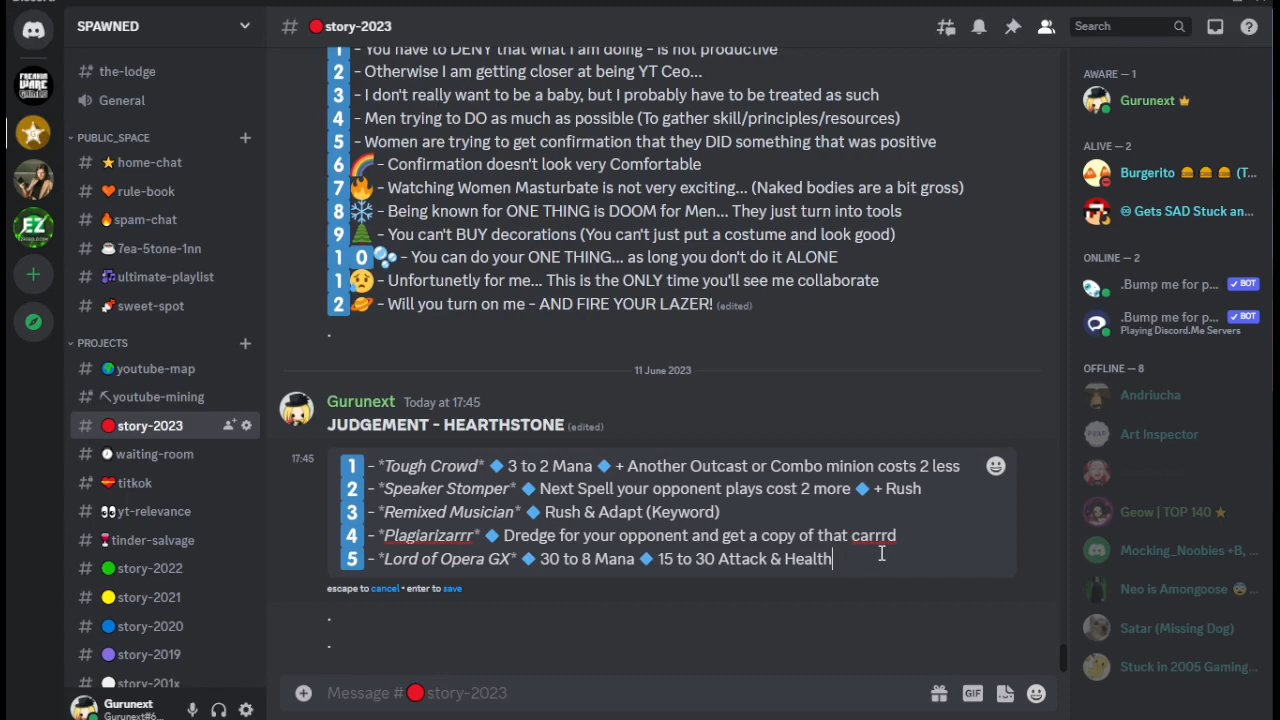 SPAWNED
the-lodge
General
PUBLIC_SPACE
home-chat
rule-book
spam-chat
7ea-5tone-1nn
ultimate-playlist
sweet-spot
PROJECTS
youtube-map
youtube-mining
story-2023
waiting-room
titkok
yt-relevance
tinder-salvage
story-2022
story-2021
story-2020
story-2019
story-201x
Gurunext
Gurunext#6...
# story-2023
Search
1 - You have to DENY that what I am doing - is not productive
2 - Otherwise I am getting closer at being YT Ceo...
3 - I don't really want to be a baby, but I probably have to be treated as such
4 - Men trying to DO as much as possible (To gather skill/principles/resources)
5 - Women are trying to get confirmation that they DID something that was positive
6 🌈 - Confirmation doesn't look very Comfortable
7 🔥 - Watching Women Masturbate is not very exciting... (Naked bodies are a bit gross)
8 ❄️ - Being known for ONE THING is DOOM for Men... They just turn into tools
9 🎄 - You can't BUY decorations (You can't just put a costume and look good)
1 0 🫧 - You can do your ONE THING... as long you don't do it ALONE
1 😥 - Unfortunetly for me... This is the ONLY time you'll see me collaborate
2 🪐 - Will you turn on me - AND FIRE YOUR LAZER! (edited)
.
11 June 2023
Gurunext Today at 17:45
JUDGEMENT - HEARTHSTONE (edited)
17:45
1 - *Tough Crowd* 🔷 3 to 2 Mana 🔷 + Another Outcast or Combo minion costs 2 less
2 - *Speaker Stomper* 🔷 Next Spell your opponent plays cost 2 more 🔷 + Rush
3 - *Remixed Musician* 🔷 Rush & Adapt (Keyword)
4 - *Plagiarizarrr* 🔷 Dredge for your opponent and get a copy of that carrrd
5 - *Lord of Opera GX* 🔷 30 to 8 Mana 🔷 15 to 30 Attack & Health
escape to cancel • enter to save
.
.
Message # story-2023
GIF
AWARE — 1
Gurunext
ALIVE — 2
Burgerito 🍔 🍔 🍔 (T...
♾ Gets SAD Stuck an...
ONLINE — 2
.Bump me for p... ✓ BOT
.Bump me for p... ✓ BOT
Playing Discord.Me Servers
OFFLINE — 8
Andriucha
Art Inspector
Geow | TOP 140 ★
Mocking_Noobies +B, ...
Neo is Amongoose 😨 ...
Satar (Missing Dog)
Stuck in 2005 Gaming...